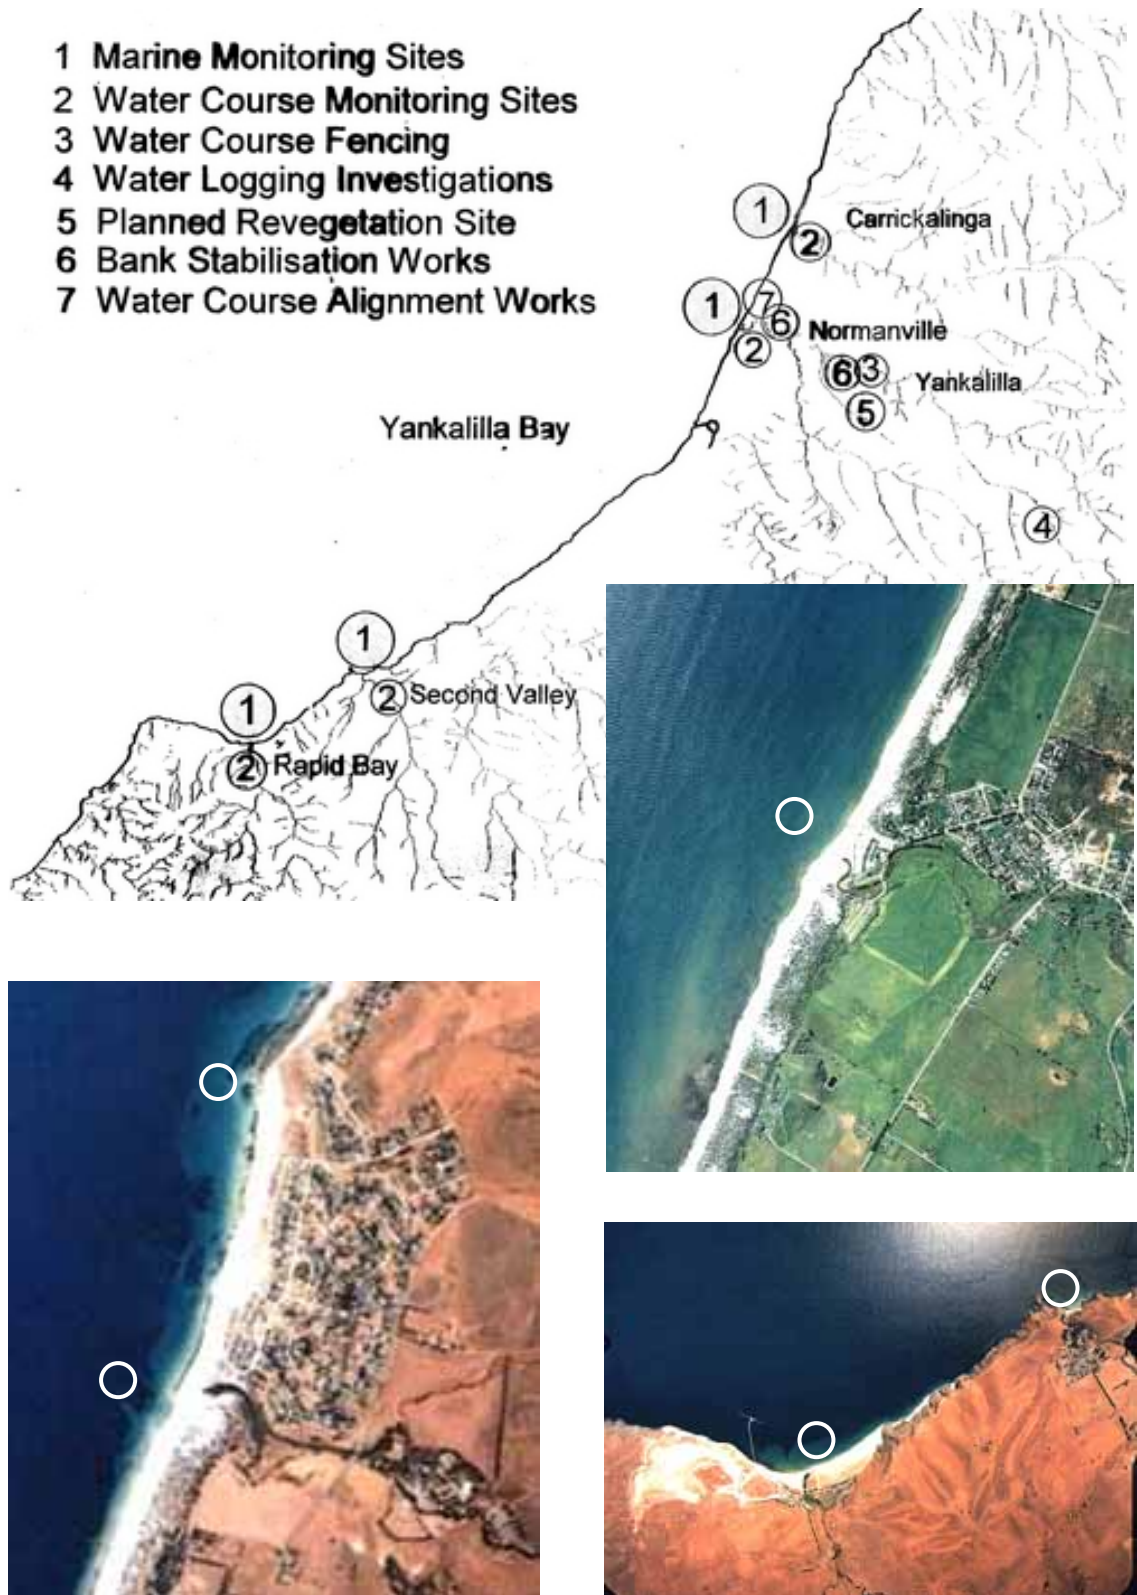 1 Marine Monitoring Sites
2 Water Course Monitoring Sites
3 Water Course Fencing
4 Water Logging Investigations
5 Planned Revegetation Site
6 Bank Stabilisation Works
7 Water Course Alignment Works
1
2
Carrickalinga
1
7
6
2
Normanville
6
3
5
Yankalilla
Yankalilla Bay
4
1
2
Second Valley
1
2
Rapid Bay